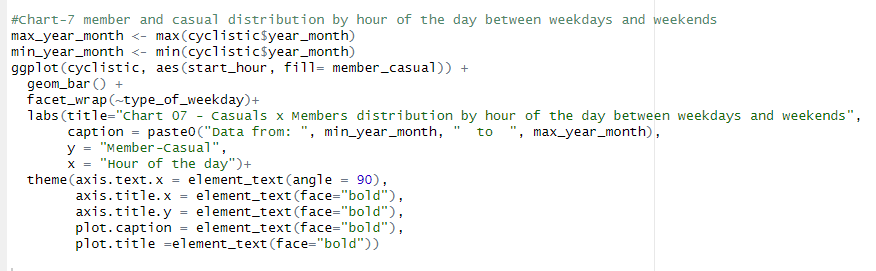 #Chart-7 member and casual distribution by hour of the day between weekdays and weekends
max_year_month <- max(cyclistic$year_month)
min_year_month <- min(cyclistic$year_month)
ggplot(cyclistic, aes(start_hour, fill= member_casual)) +
  geom_bar() +
  facet_wrap(~type_of_weekday)+
  labs(title="Chart 07 - Casuals x Members distribution by hour of the day between weekdays and weekends",
       caption = paste0("Data from: ", min_year_month, "  to  ", max_year_month),
       y = "Member-Casual",
       x = "Hour of the day")+
  theme(axis.text.x = element_text(angle = 90),
        axis.title.x = element_text(face="bold"),
        axis.title.y = element_text(face="bold"),
        plot.caption = element_text(face="bold"),
        plot.title =element_text(face="bold"))